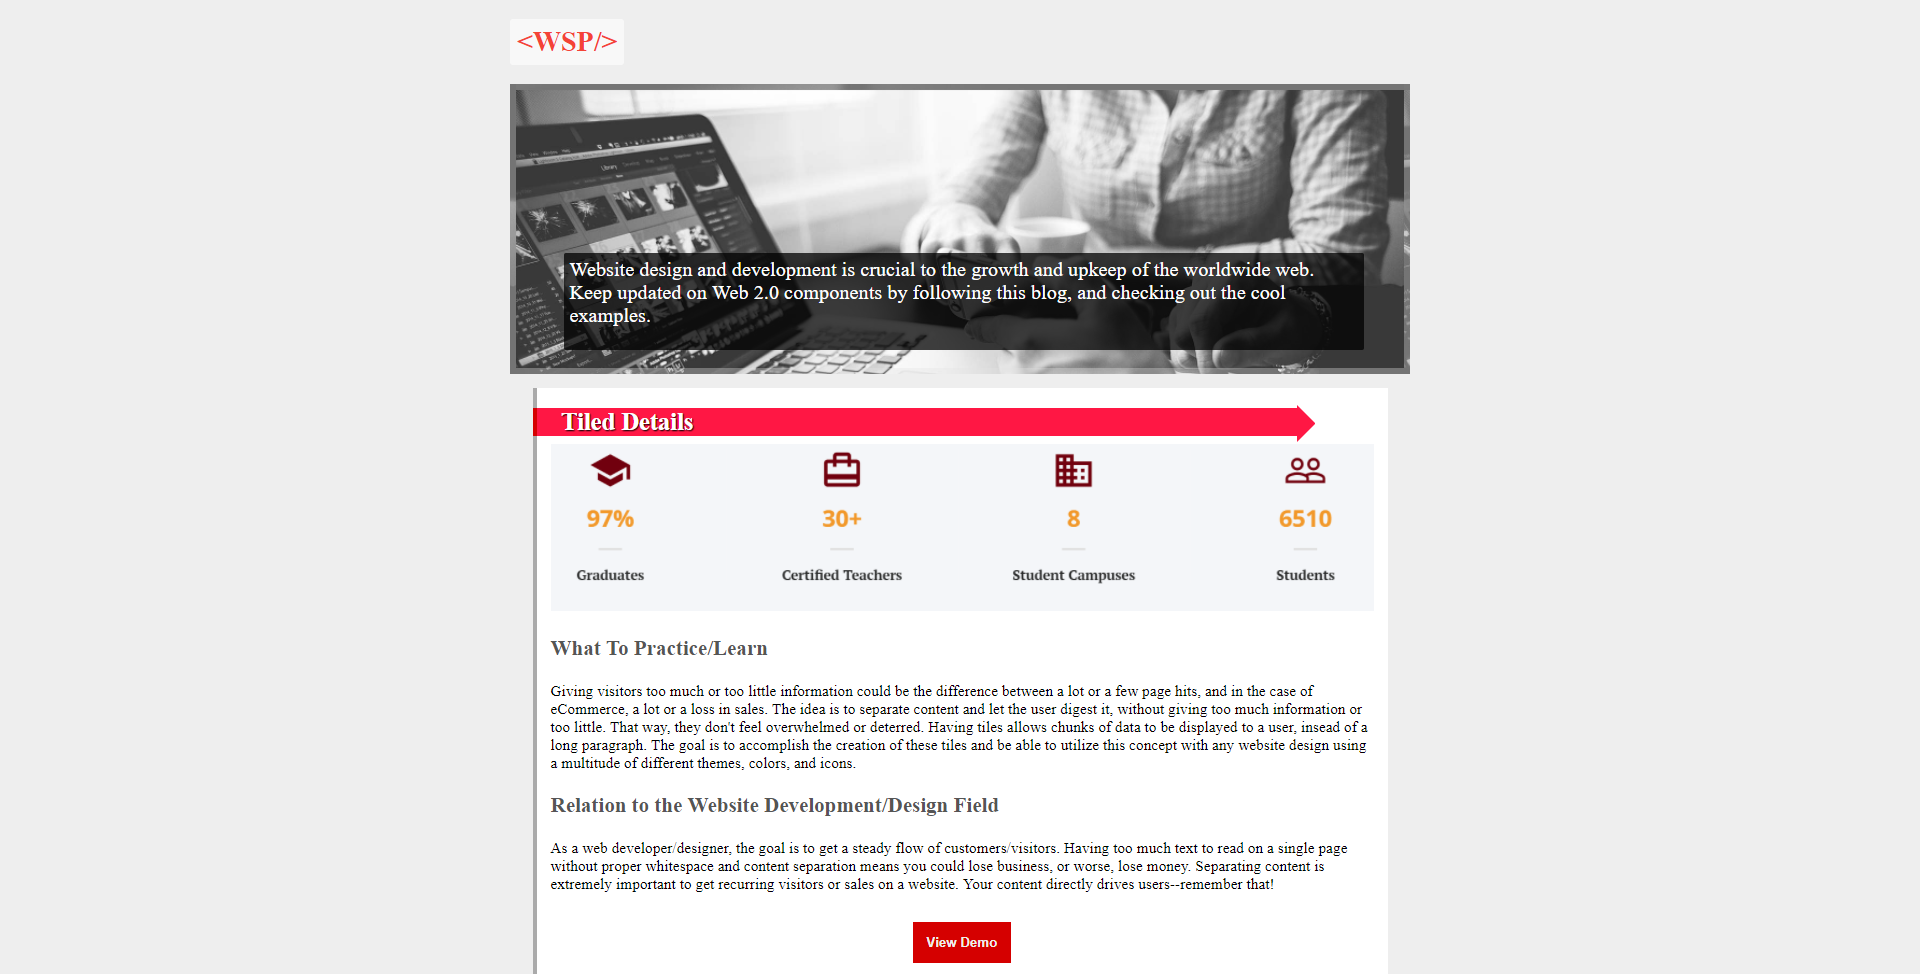 <WSP/>
Website design and development is crucial to the growth and upkeep of the worldwide web.
Keep updated on Web 2.0 components by following this blog, and checking out the cool
examples.
Tiled Details
97%
30+
8
6510
Graduates
Certified Teachers
Student Campuses
Students
What To Practice/Learn
Giving visitors too much or too little information could be the difference between a lot or a few page hits, and in the case of
eCommerce, a lot or a loss in sales. The idea is to separate content and let the user digest it, without giving too much information or
too little. That way, they don't feel overwhelmed or deterred. Having tiles allows chunks of data to be displayed to a user, insead of a
long paragraph. The goal is to accomplish the creation of these tiles and be able to utilize this concept with any website design using
a multitude of different themes, colors, and icons.
Relation to the Website Development/Design Field
As a web developer/designer, the goal is to get a steady flow of customers/visitors. Having too much text to read on a single page
without proper whitespace and content separation means you could lose business, or worse, lose money. Separating content is
extremely important to get recurring visitors or sales on a website. Your content directly drives users--remember that!
View Demo